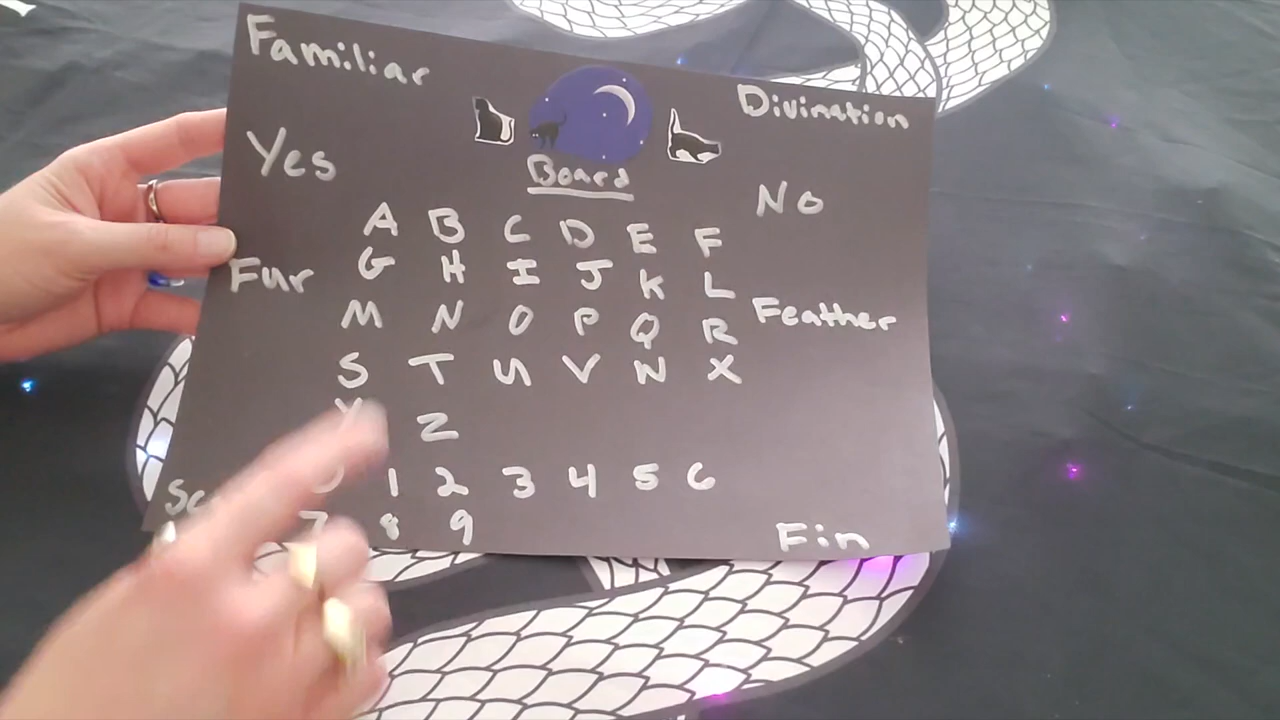 Familiar
Divination
Board
Yes
No
A B C D E F
Fur
G H I J K L
Feather
M N O P Q R
S T U V N X
Y Z
1 2 3 4 5 6
7 8 9
Fin